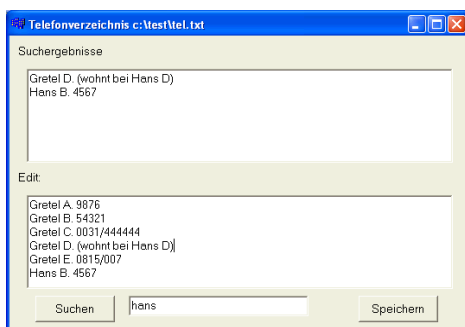 Telefonverzeichnis c:\test\tel.txt
Suchergebnisse
Gretel D. (wohnt bei Hans D)
Hans B. 4567
Edit:
Gretel A. 9876
Gretel B. 54321
Gretel C. 0031/444444
Gretel D. (wohnt bei Hans D)
Gretel E. 0815/007
Hans B. 4567
Suchen hans Speichern